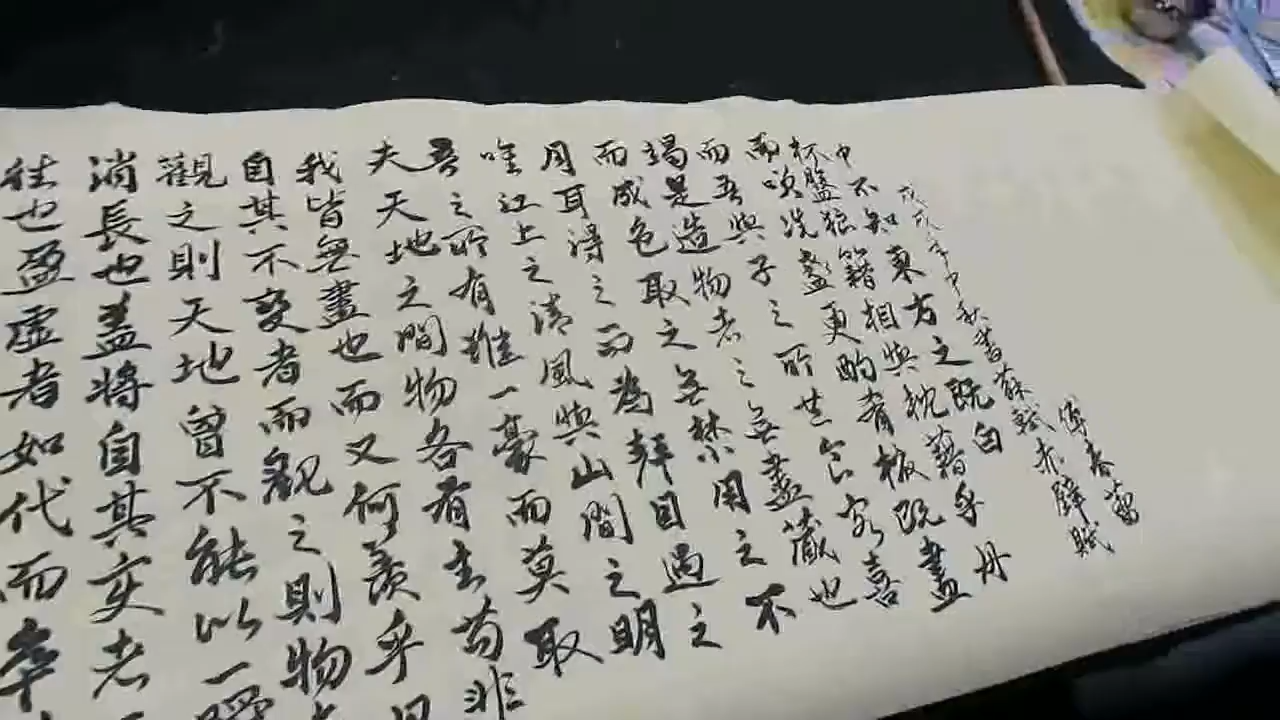 往也盈虛者如代而卒
消長也蓋將自其变者
觀之則天地曾不能以一瞬
自其不變者而觀之則物
我皆無盡也而又何羨乎且
夫天地之間物各有主苟非
吾之所有雖一豪而莫取
唯江上之清風與山間之明
月耳得之而為聲目遇之
而成色取之無禁用之不
竭是造物者之無盡藏也
而吾與子之所共食客喜
而笑洗盞更酌肴核既盡
杯盤狼籍相與枕藉乎舟
中不知東方之既白
戊戌年中秋書蘇軾赤壁賦